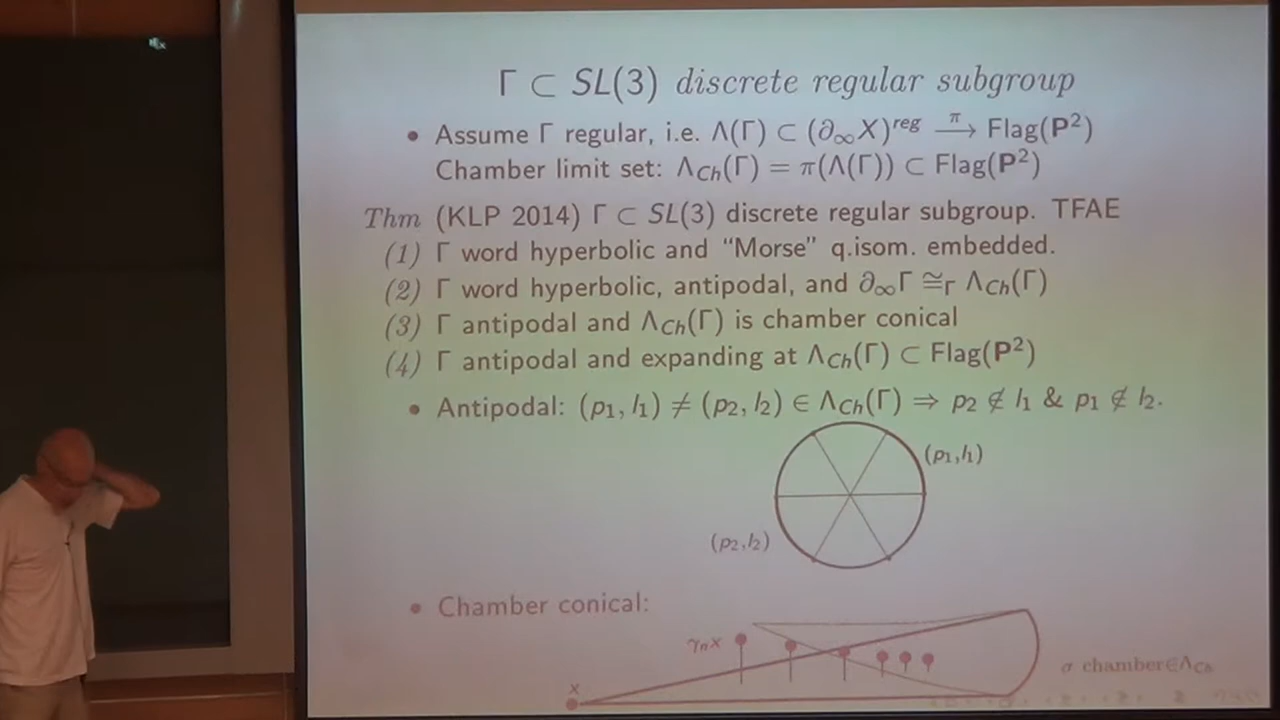 Γ ⊂ SL(3) discrete regular subgroup
• Assume Γ regular, i.e. Λ(Γ) ⊂ (∂∞X)^reg —π→ Flag(P²)
Chamber limit set: Λ_Ch(Γ) = π(Λ(Γ)) ⊂ Flag(P²)
Thm (KLP 2014) Γ ⊂ SL(3) discrete regular subgroup. TFAE
(1) Γ word hyperbolic and “Morse” q.isom. embedded.
(2) Γ word hyperbolic, antipodal, and ∂∞Γ ≅_Γ Λ_Ch(Γ)
(3) Γ antipodal and Λ_Ch(Γ) is chamber conical
(4) Γ antipodal and expanding at Λ_Ch(Γ) ⊂ Flag(P²)
• Antipodal: (p₁, l₁) ≠ (p₂, l₂) ∈ Λ_Ch(Γ) ⇒ p₂ ∉ l₁ & p₁ ∉ l₂.
(p₁,l₁)
(p₂,l₂)
• Chamber conical:
γₙx
x
σ chamber∈Λ_Ch